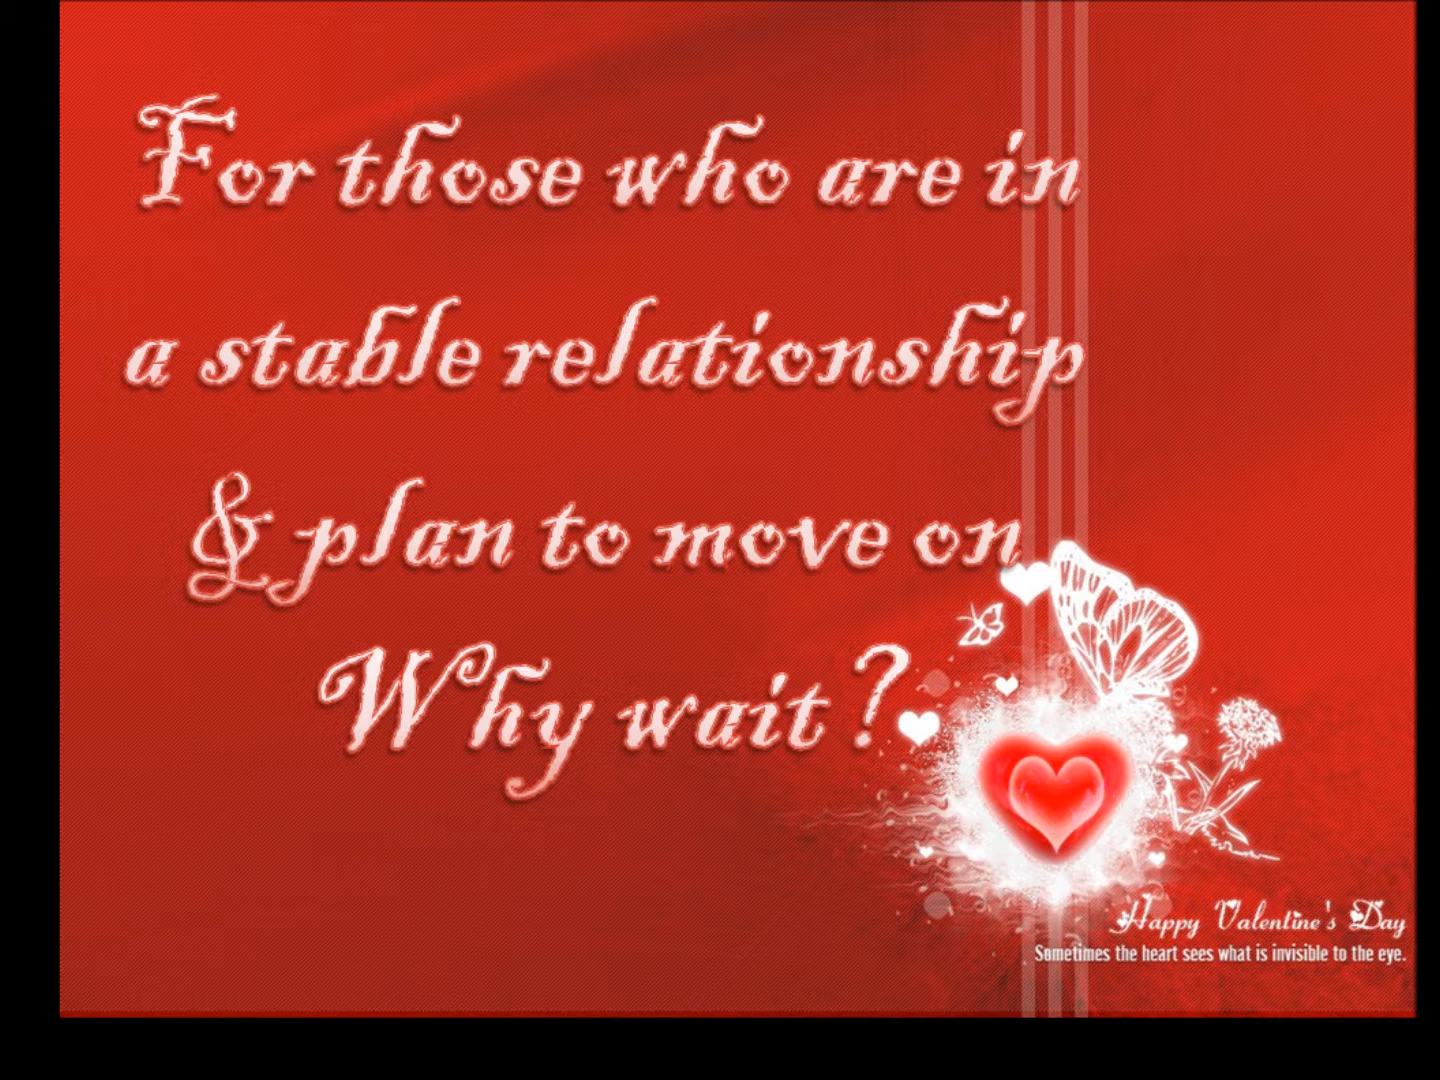 For those who are in
a stable relationship
& plan to move on
Why wait?
Happy Valentine's Day
Sometimes the heart sees what is invisible to the eye.